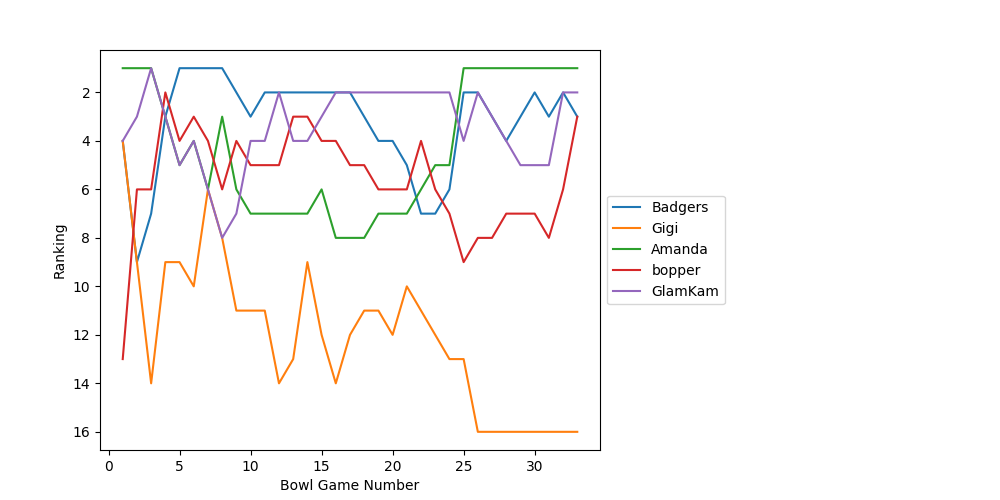 2
4
6
8
10
12
14
16
Ranking
0 5 10 15 20 25 30
Bowl Game Number
Badgers
Gigi
Amanda
bopper
GlamKam